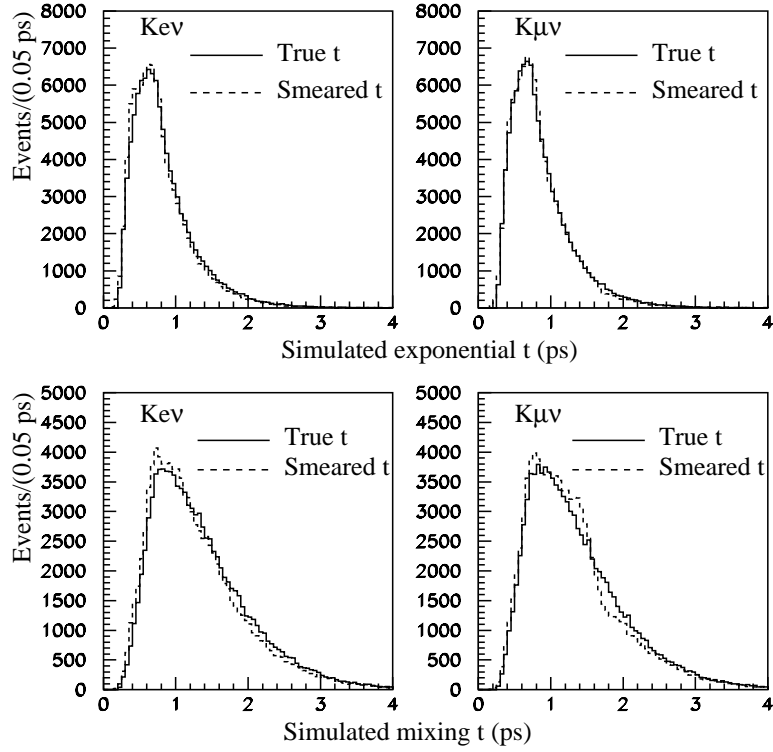 Keν
True t
Smeared t
Kμν
True t
Smeared t
Events/(0.05 ps)
8000
7000
6000
5000
4000
3000
2000
1000
0
0 1 2 3 4
8000
7000
6000
5000
4000
3000
2000
1000
0
0 1 2 3 4
Simulated exponential t (ps)
Keν
True t
Smeared t
Kμν
True t
Smeared t
Events/(0.05 ps)
5000
4500
4000
3500
3000
2500
2000
1500
1000
500
0
0 1 2 3 4
5000
4500
4000
3500
3000
2500
2000
1500
1000
500
0
0 1 2 3 4
Simulated mixing t (ps)